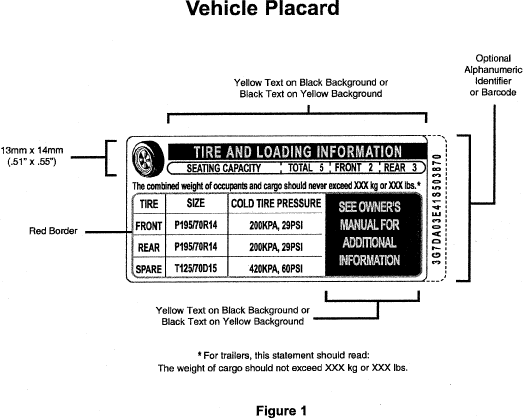 Vehicle Placard
Optional
Alphanumeric
Identifier
or Barcode
Yellow Text on Black Background or
Black Text on Yellow Background
13mm x 14mm
(.51" x .55")
TIRE AND LOADING INFORMATION
SEATING CAPACITY TOTAL 5 FRONT 2 REAR 3
The combined weight of occupants and cargo should never exceed XXX kg or XXX lbs.*
TIRE SIZE COLD TIRE PRESSURE
FRONT P195/70R14 200KPA, 29PSI
REAR P195/70R14 200KPA, 29PSI
SPARE T125/70D15 420KPA, 60PSI
SEE OWNER'S
MANUAL FOR
ADDITIONAL
INFORMATION
3G7DA03E41S503870
Red Border
Yellow Text on Black Background or
Black Text on Yellow Background
* For trailers, this statement should read:
The weight of cargo should not exceed XXX kg or XXX lbs.
Figure 1